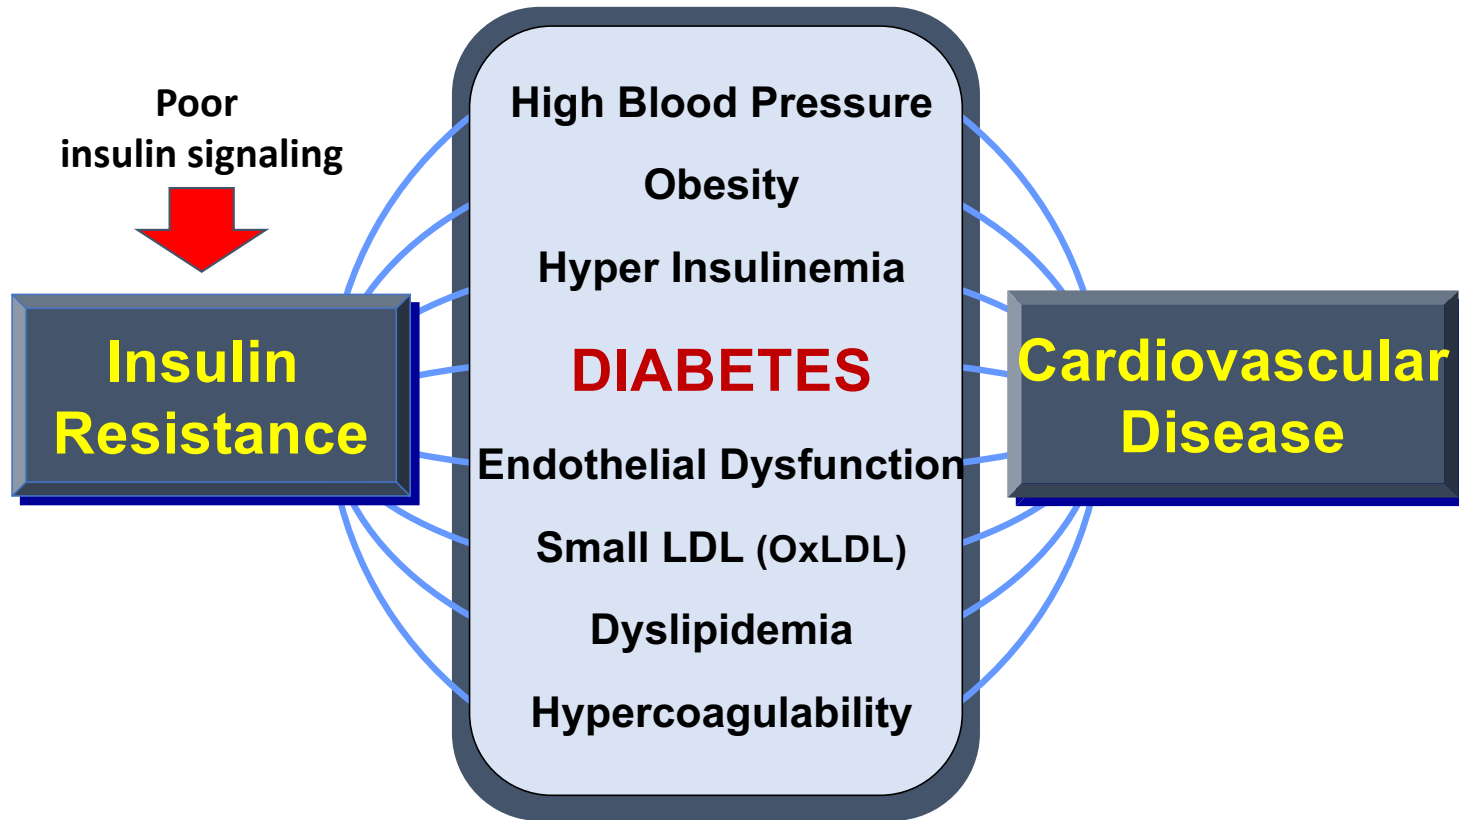 Poor
insulin signaling
Insulin
Resistance
High Blood Pressure
Obesity
Hyper Insulinemia
DIABETES
Endothelial Dysfunction
Small LDL (OxLDL)
Dyslipidemia
Hypercoagulability
Cardiovascular
Disease